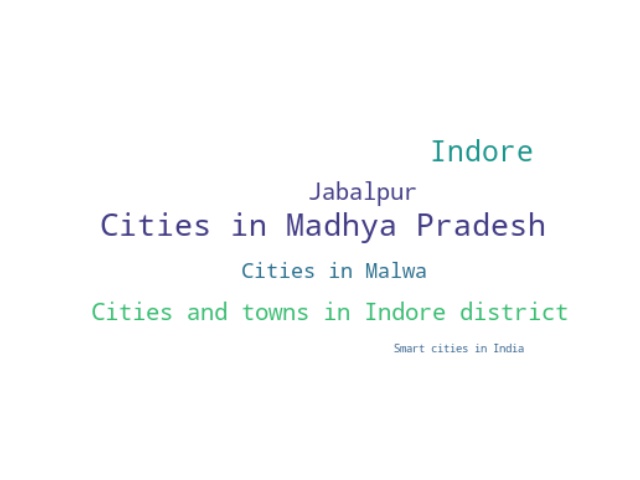 Indore
Jabalpur
Cities in Madhya Pradesh
Cities in Malwa
Cities and towns in Indore district
Smart cities in India